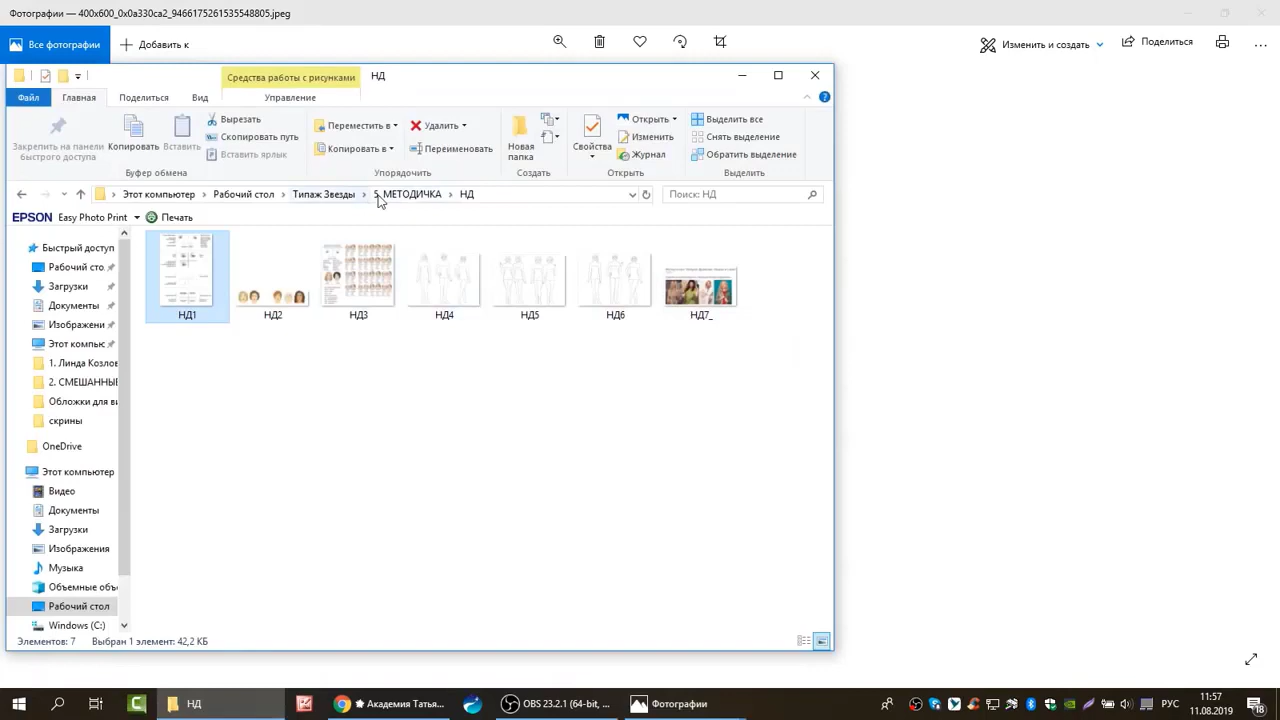 Фотографии — 400x600_0x0a330ca2_9466175261535548805.jpeg
Все фотографии
Добавить к
Изменить и создать
Поделиться
Средства работы с рисунками
НД
Файл
Главная
Поделиться
Вид
Управление
Закрепить на панели быстрого доступа
Копировать
Вставить
Вырезать
Скопировать путь
Вставить ярлык
Буфер обмена
Переместить в
Копировать в
Удалить
Переименовать
Упорядочить
Новая папка
Создать
Свойства
Открыть
Изменить
Журнал
Открыть
Выделить все
Снять выделение
Обратить выделение
Выделить
Этот компьютер
Рабочий стол
Типаж Звезды
5. МЕТОДИЧКА
НД
Поиск: НД
EPSON Easy Photo Print
Печать
Быстрый доступ
Рабочий сто.
Загрузки
Документы
Изображени
Этот компьк
1. Линда Козлов
2. СМЕШАННЫЕ
Обложки для ви
скрины
OneDrive
Этот компьютер
Видео
Документы
Загрузки
Изображения
Музыка
Объемные объ
Рабочий стол
Windows (C:)
НД1
НД2
НД3
НД4
НД5
НД6
НД7_
Элементов: 7
Выбран 1 элемент: 42,2 КБ
НД
Академия Татья...
OBS 23.2.1 (64-bit, ...
Фотографии
РУС
11:57
11.08.2019
18